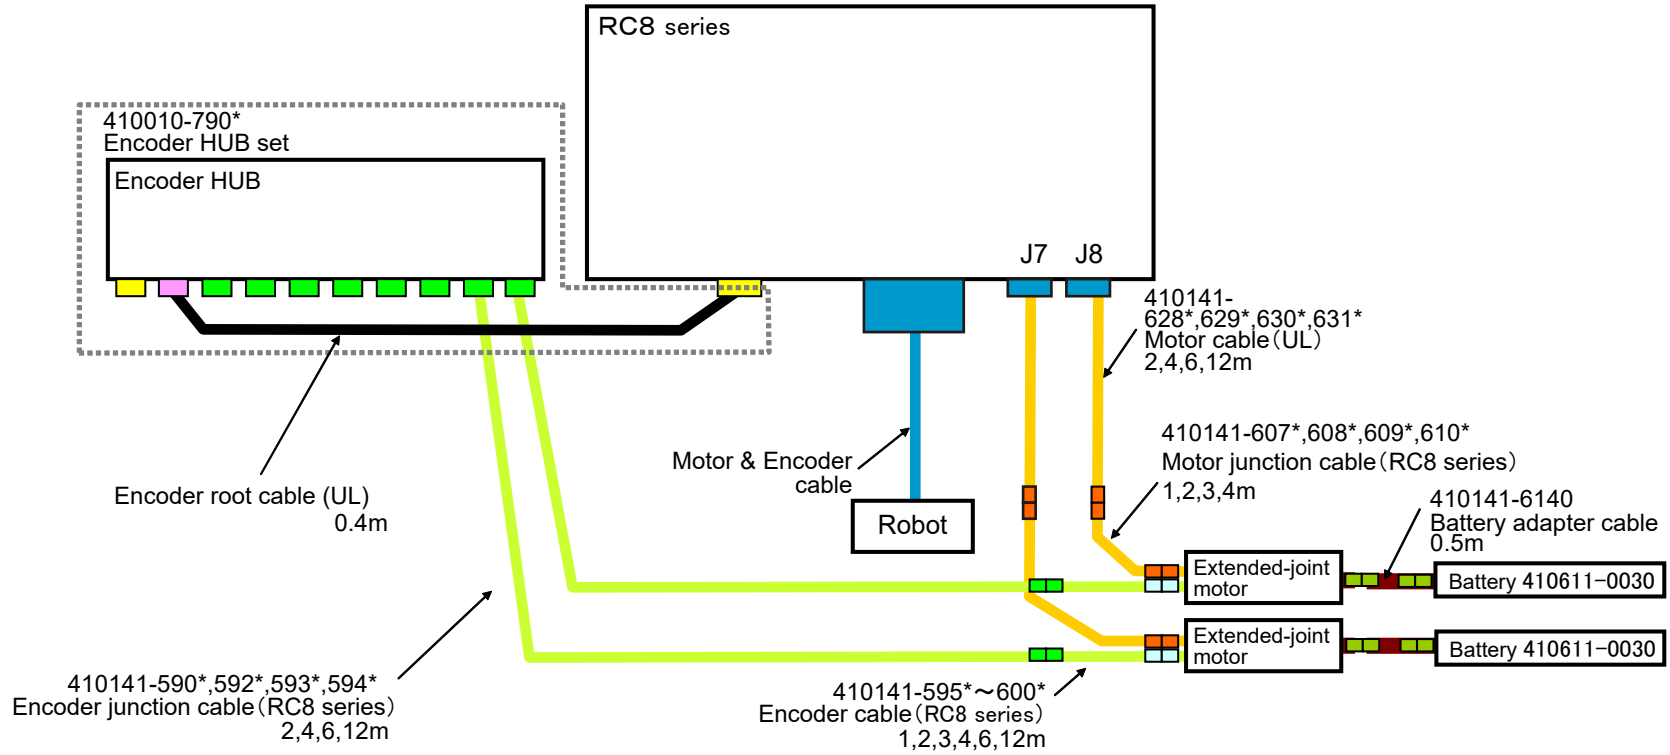 RC8 series
410010-790*
Encoder HUB set
Encoder HUB
J7
J8
410141-
628*,629*,630*,631*
Motor cable(UL)
2,4,6,12m
410141-607*,608*,609*,610*
Motor junction cable(RC8 series)
1,2,3,4m
Motor & Encoder
cable
Robot
Encoder root cable (UL)
0.4m
410141-6140
Battery adapter cable
0.5m
Extended-joint
motor
Battery 410611-0030
Extended-joint
motor
Battery 410611-0030
410141-590*,592*,593*,594*
Encoder junction cable(RC8 series)
2,4,6,12m
410141-595*~600*
Encoder cable(RC8 series)
1,2,3,4,6,12m